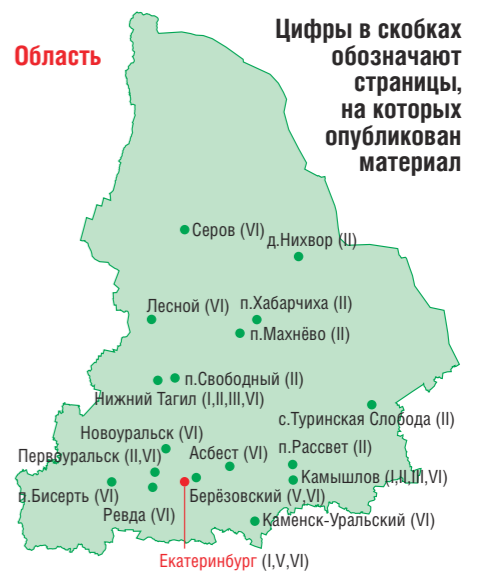 Область
Цифры в скобках
обозначают
страницы,
на которых
опубликован
материал
Серов (VI)
д.Нихвор (II)
Лесной (VI)
п.Хабарчиха (II)
п.Махнёво (II)
п.Свободный (II)
Нижний Тагил (I,II,III,VI)
с.Туринская Слобода (II)
Новоуральск (VI)
Первоуральск (II,VI)
Асбест (VI)
п.Рассвет (II)
Камышлов (I,II,III,VI)
п.Бисерть (VI)
Берёзовский (V,VI)
Ревда (VI)
Каменск-Уральский (VI)
Екатеринбург (I,V,VI)